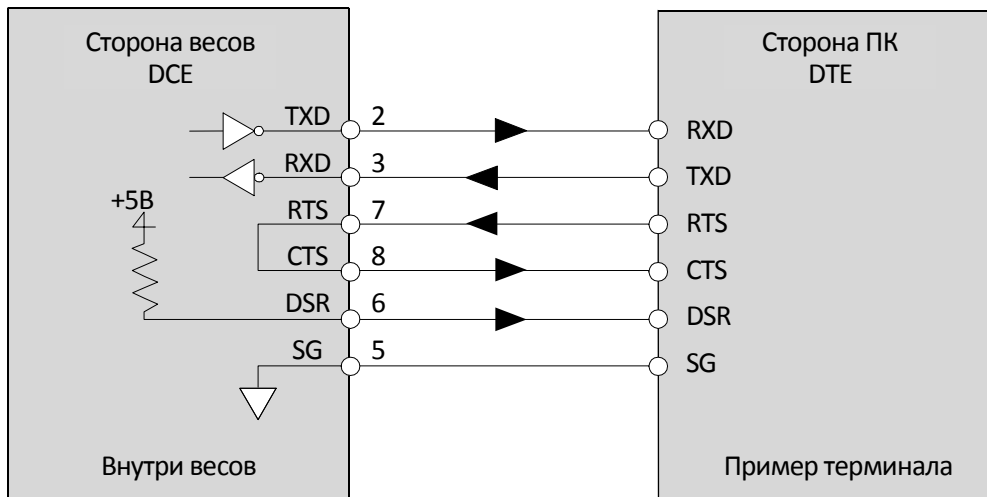 Сторона весов
DCE
Сторона ПК
DTE
TXD 2 RXD
RXD 3 TXD
+5В
RTS 7 RTS
CTS 8 CTS
DSR 6 DSR
SG 5 SG
Внутри весов
Пример терминала